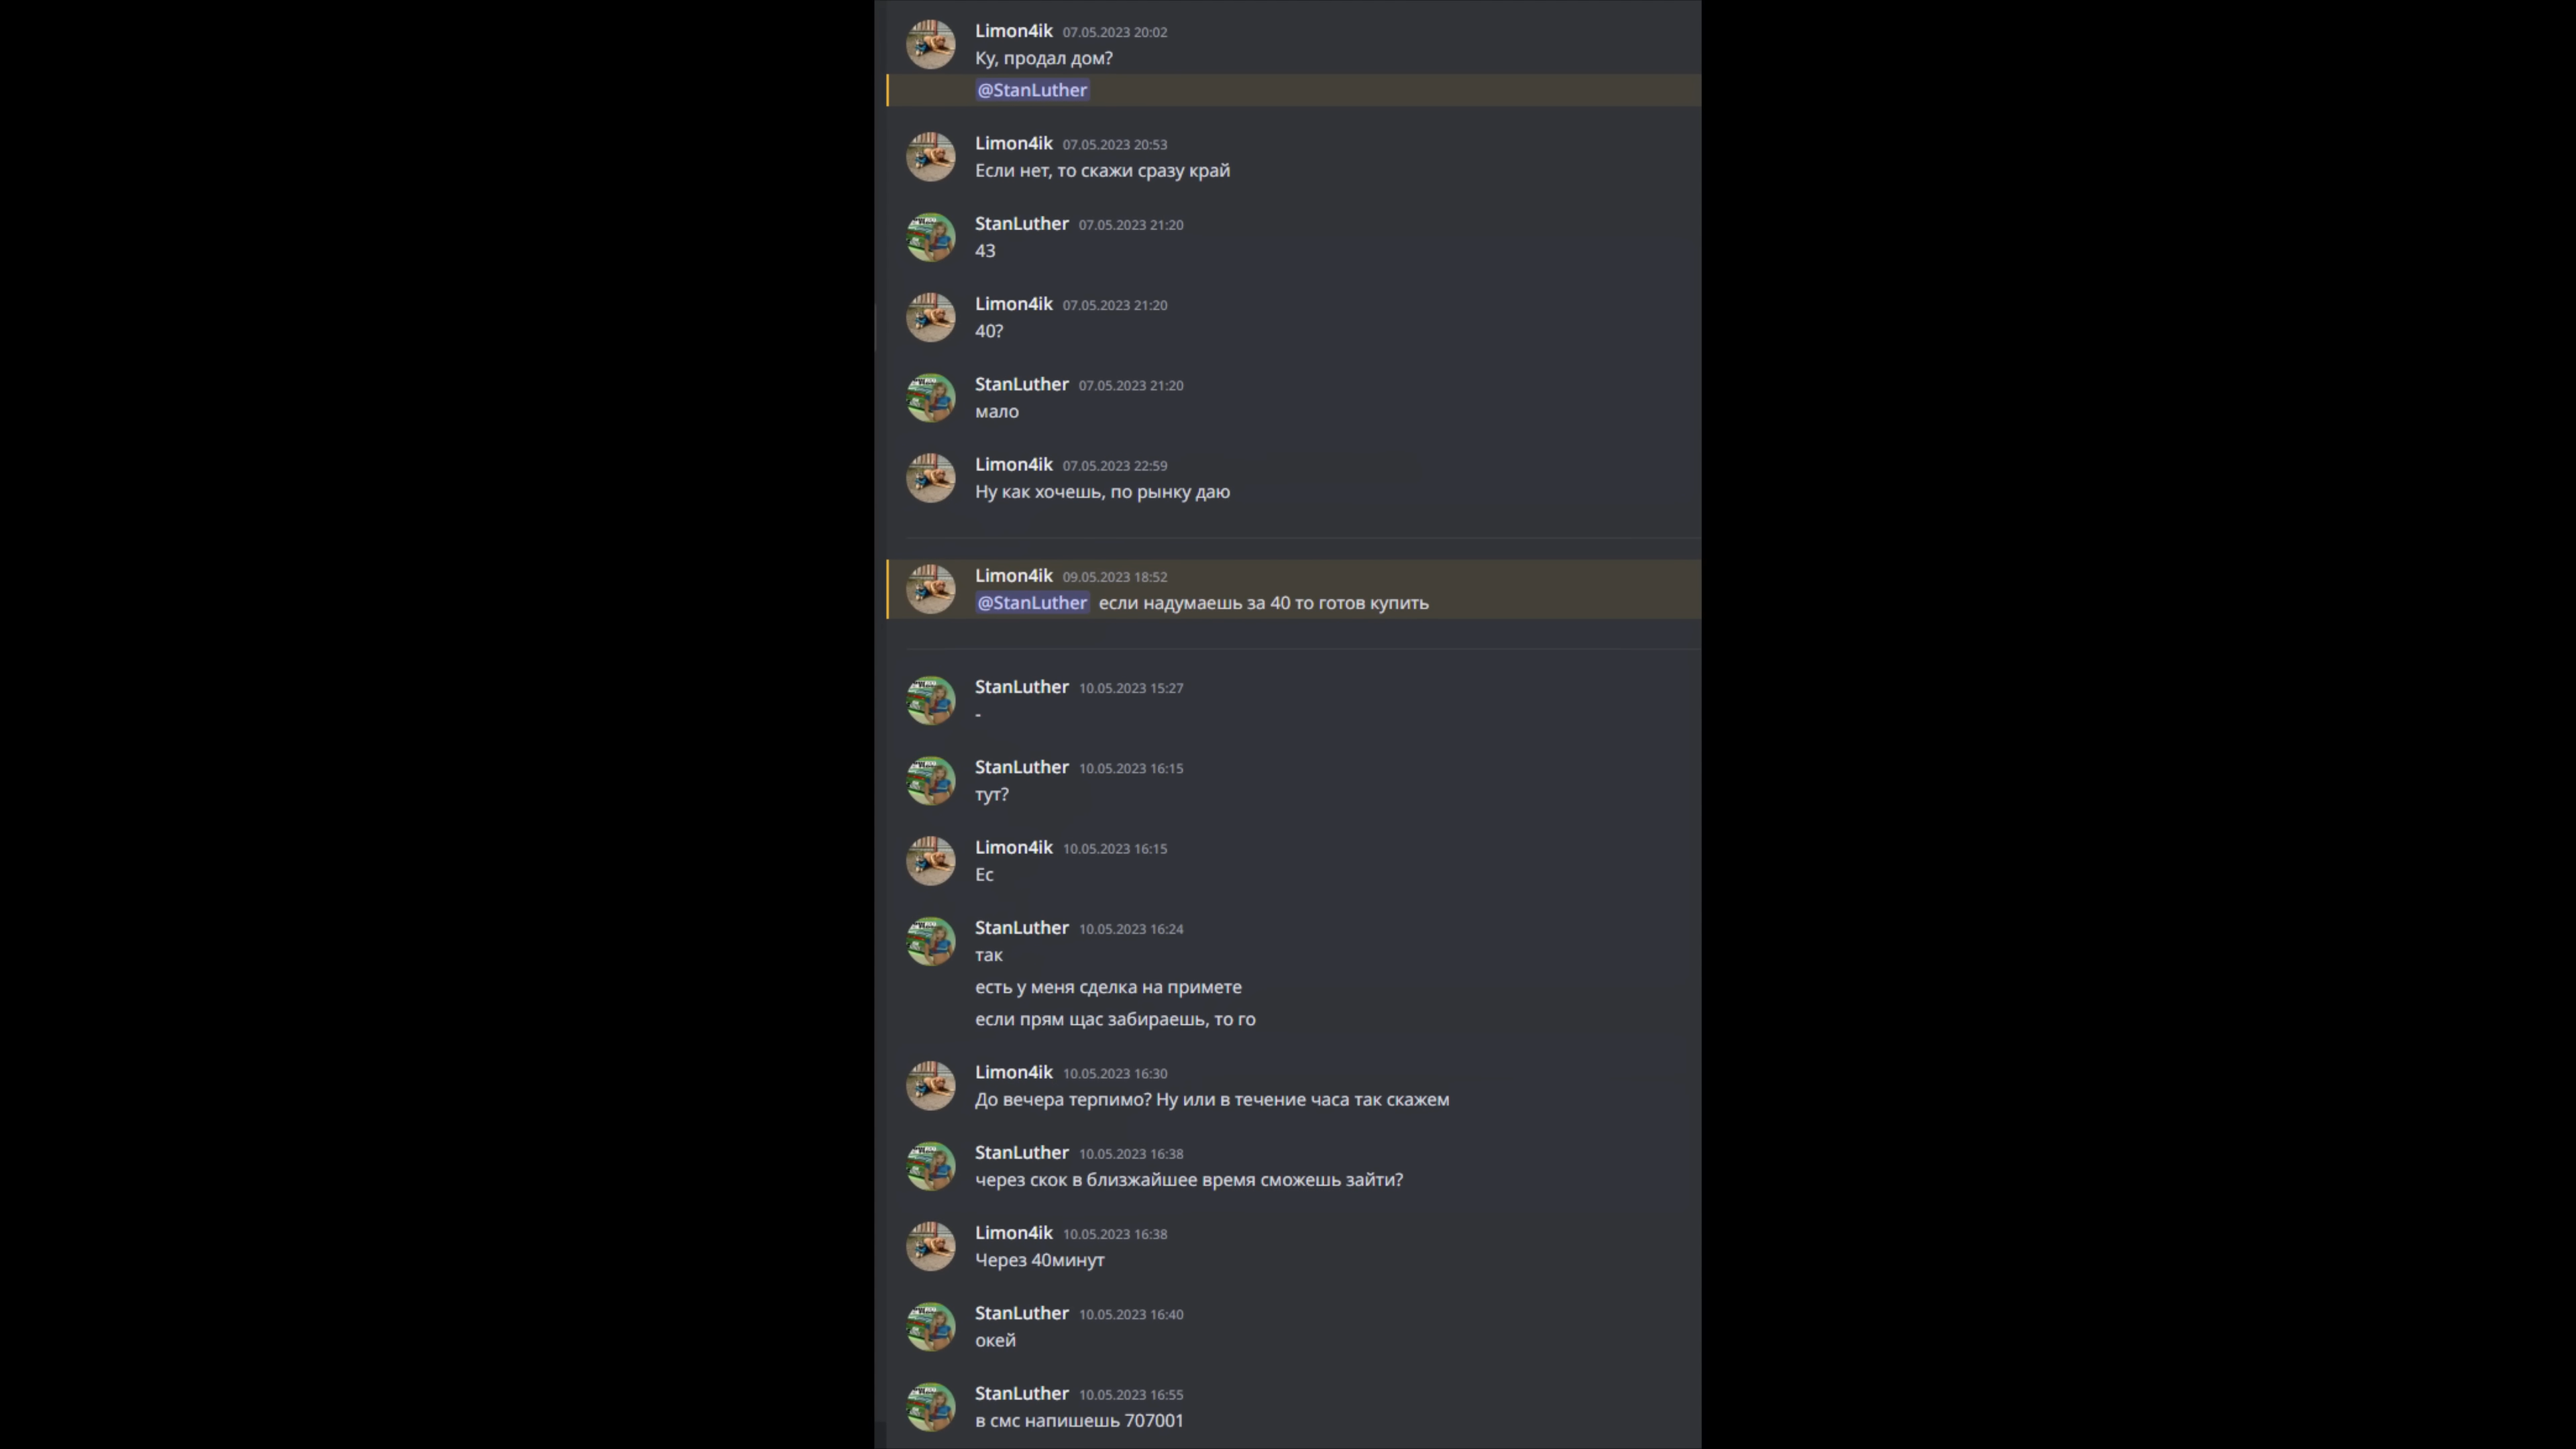 Limon4ik 07.05.2023 20:02
Ку, продал дом?
@StanLuther
Limon4ik 07.05.2023 20:53
Если нет, то скажи сразу край
StanLuther 07.05.2023 21:20
43
Limon4ik 07.05.2023 21:20
40?
StanLuther 07.05.2023 21:20
мало
Limon4ik 07.05.2023 22:59
Ну как хочешь, по рынку даю
Limon4ik 09.05.2023 18:52
@StanLuther если надумаешь за 40 то готов купить
StanLuther 10.05.2023 15:27
-
StanLuther 10.05.2023 16:15
тут?
Limon4ik 10.05.2023 16:15
Ес
StanLuther 10.05.2023 16:24
так
есть у меня сделка на примете
если прям щас забираешь, то го
Limon4ik 10.05.2023 16:30
До вечера терпимо? Ну или в течение часа так скажем
StanLuther 10.05.2023 16:38
через скок в близжайшее время сможешь зайти?
Limon4ik 10.05.2023 16:38
Через 40минут
StanLuther 10.05.2023 16:40
окей
StanLuther 10.05.2023 16:55
в смс напишешь 707001